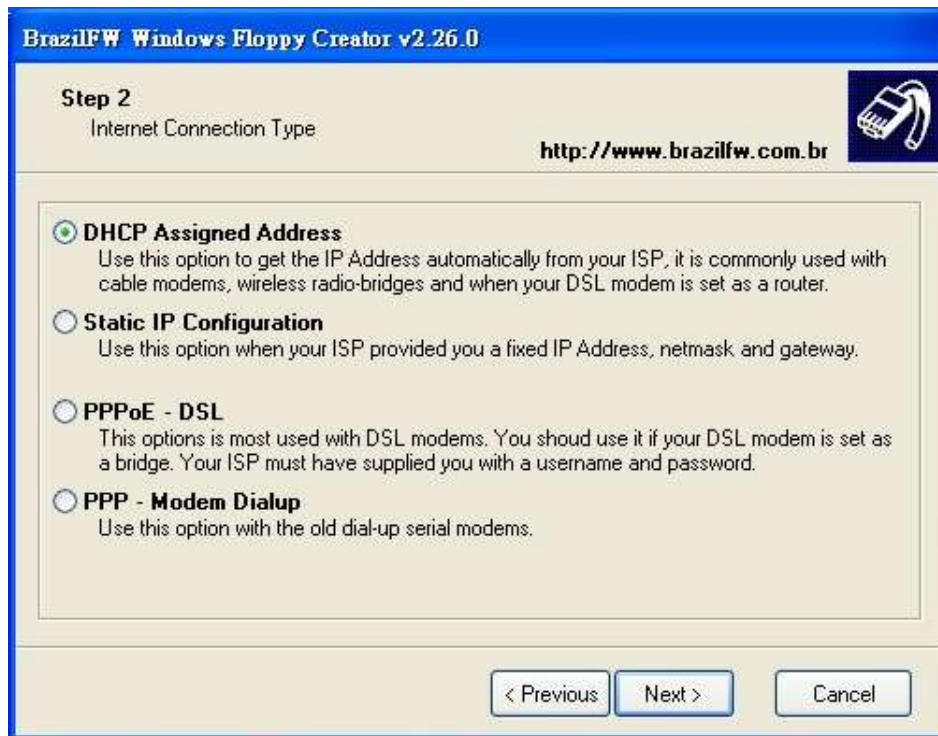 BrazilFW Windows Floppy Creator v2.26.0
Step 2
Internet Connection Type
http://www.brazilfw.com.br
DHCP Assigned Address
Use this option to get the IP Address automatically from your ISP, it is commonly used with
cable modems, wireless radio-bridges and when your DSL modem is set as a router.
Static IP Configuration
Use this option when your ISP provided you a fixed IP Address, netmask and gateway.
PPPoE - DSL
This options is most used with DSL modems. You shoud use it if your DSL modem is set as
a bridge. Your ISP must have supplied you with a username and password.
PPP - Modem Dialup
Use this option with the old dial-up serial modems.
< Previous
Next >
Cancel